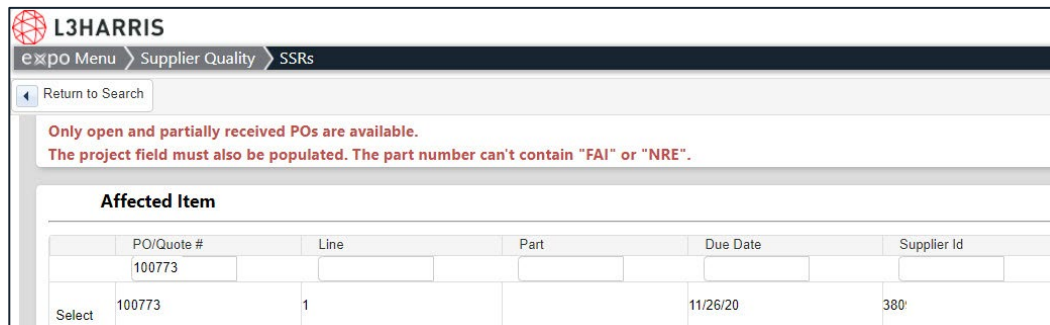 L3HARRIS
expo Menu Supplier Quality SSRs
Return to Search
Only open and partially received POs are available.
The project field must also be populated. The part number can't contain "FAI" or "NRE".
Affected Item
PO/Quote # Line Part Due Date Supplier Id
100773
Select 100773 1 11/26/20 380